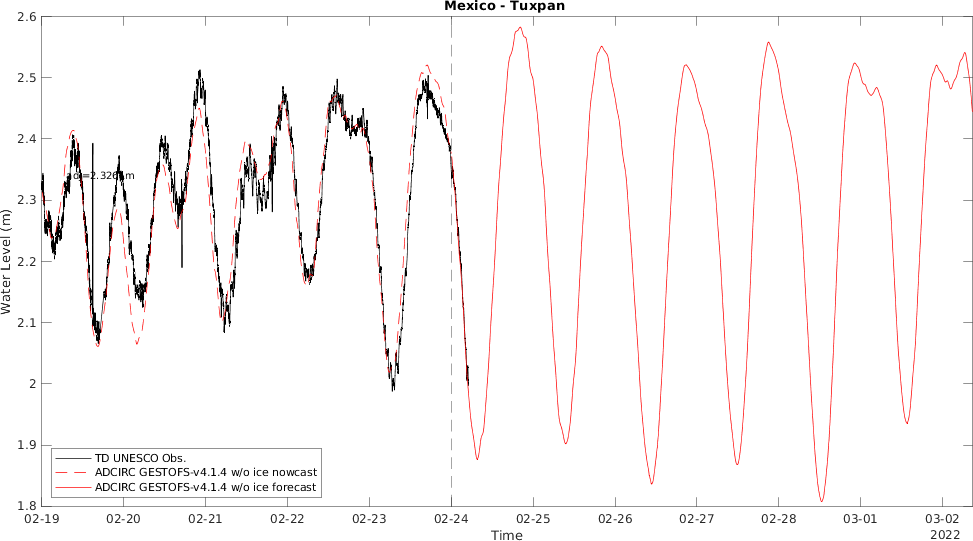 Mexico - Tuxpan
2.6
2.5
2.4
2.3
2.2
2.1
2
1.9
1.8
Water Level (m)
=2.326 m
TD UNESCO Obs.
ADCIRC GESTOFS-v4.1.4 w/o ice nowcast
ADCIRC GESTOFS-v4.1.4 w/o ice forecast
02-19 02-20 02-21 02-22 02-23 02-24 02-25 02-26 02-27 02-28 03-01 03-02
Time
2022